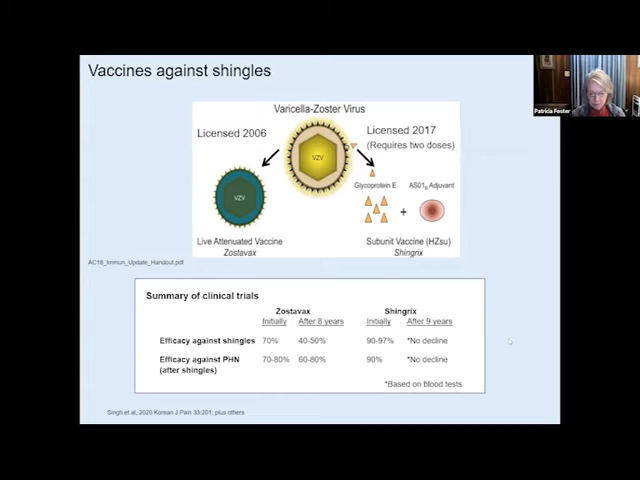 Vaccines against shingles
Patricia Foster
Varicella-Zoster Virus
Licensed 2006
Licensed 2017
(Requires two doses)
VZV
VZV
Glycoprotein E
AS01B Adjuvant
+
Live Attenuated Vaccine
Zostavax
Subunit Vaccine (HZsu)
Shingrix
AC18_Immun_Update_Handout.pdf
Summary of clinical trials
Zostavax Shingrix
Initially After 8 years Initially After 9 years
Efficacy against shingles 70% 40-50% 90-97% *No decline
Efficacy against PHN 70-80% 60-80% 90% *No decline
(after shingles)
*Based on blood tests
Singh et al, 2020 Korean J Pain 33:201; plus others